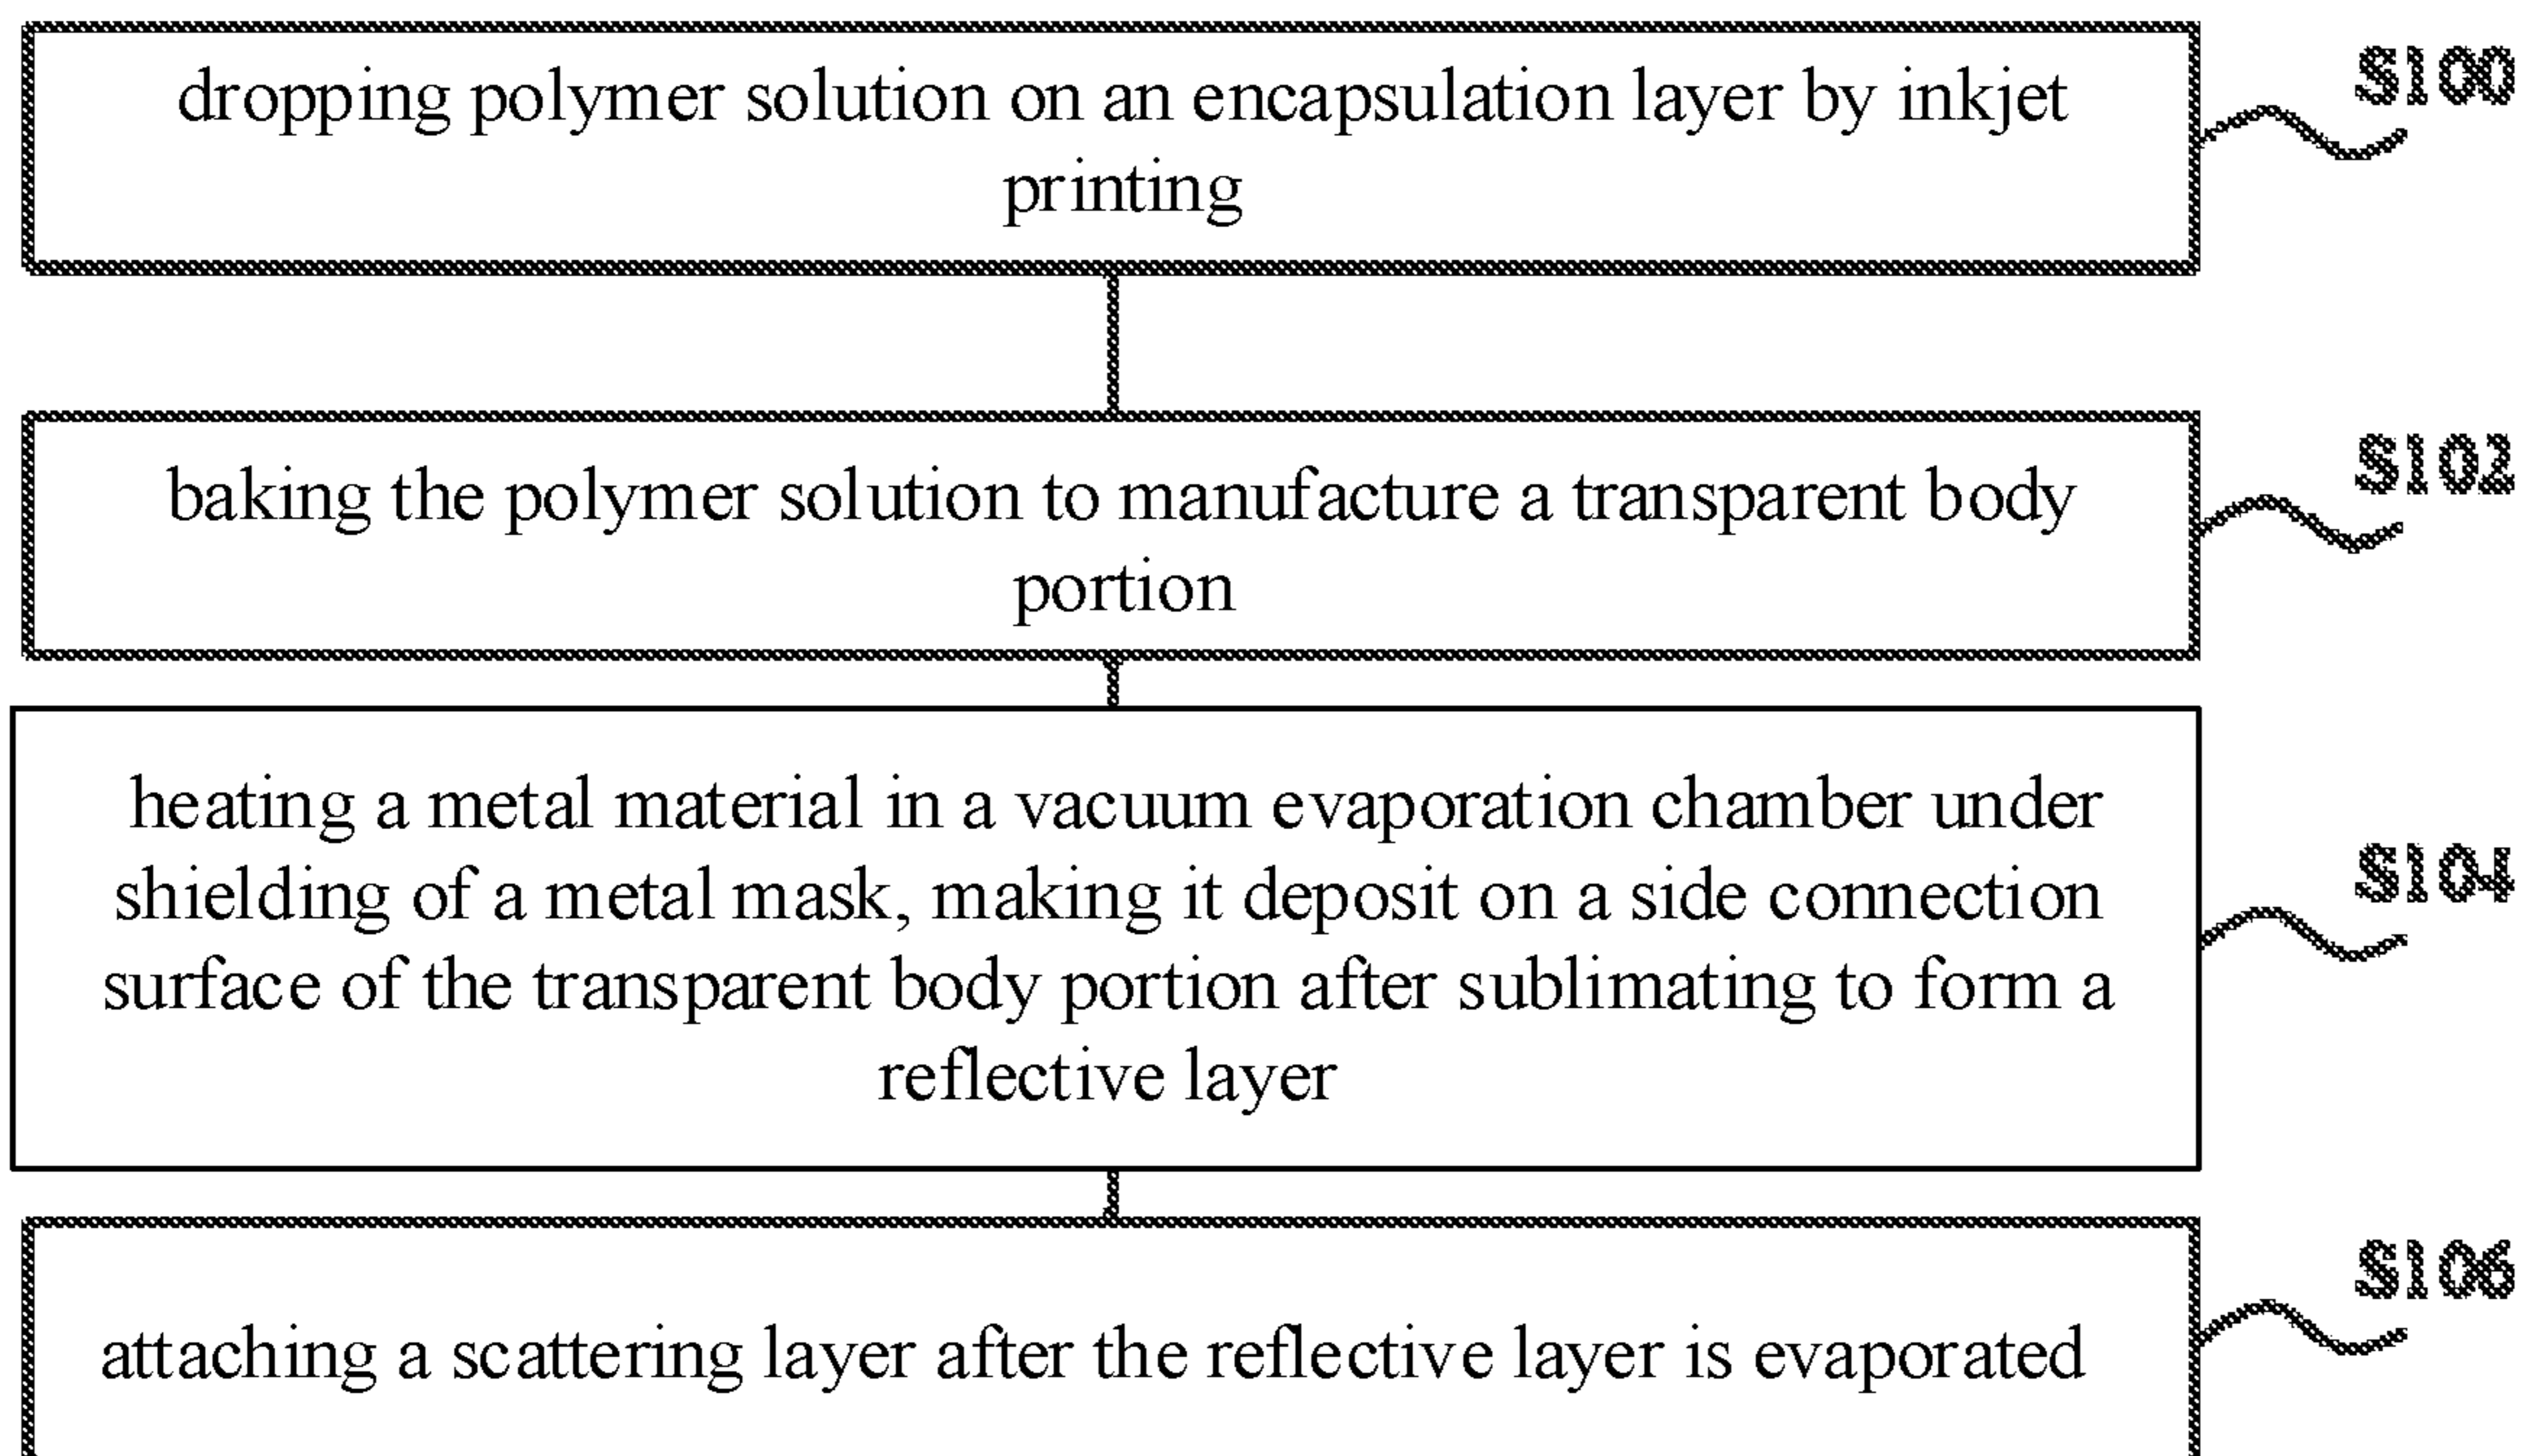 dropping polymer solution on an encapsulation layer by inkjet
printing
S100
baking the polymer solution to manufacture a transparent body
portion
S102
heating a metal material in a vacuum evaporation chamber under
shielding of a metal mask, making it deposit on a side connection
surface of the transparent body portion after sublimating to form a
reflective layer
S104
attaching a scattering layer after the reflective layer is evaporated
S106